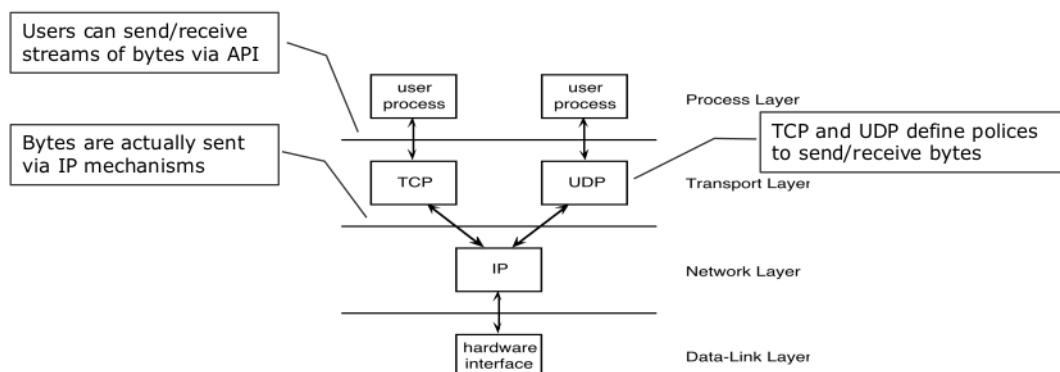 Users can send/receive
streams of bytes via API
user
process
user
process
Process Layer
Bytes are actually sent
via IP mechanisms
TCP and UDP define polices
to send/receive bytes
TCP
UDP
Transport Layer
IP
Network Layer
hardware
interface
Data-Link Layer